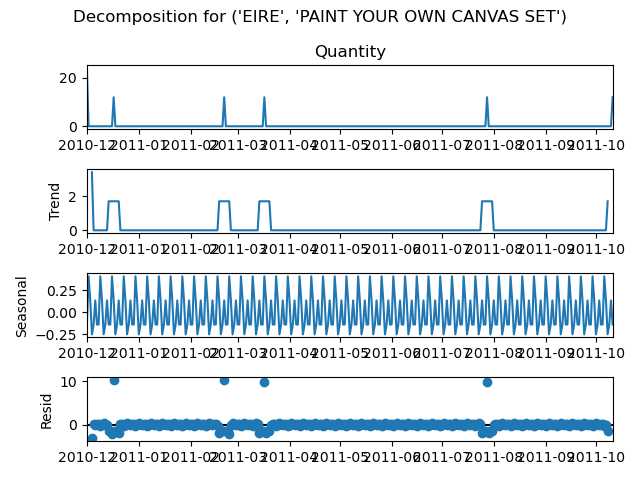 Decomposition for ('EIRE', 'PAINT YOUR OWN CANVAS SET')
Quantity
20
0
2010-12 2011-01 2011-02 2011-03 2011-04 2011-05 2011-06 2011-07 2011-08 2011-09 2011-10
Trend
2
0
2010-12 2011-01 2011-02 2011-03 2011-04 2011-05 2011-06 2011-07 2011-08 2011-09 2011-10
Seasonal
0.25
0.00
−0.25
2010-12 2011-01 2011-02 2011-03 2011-04 2011-05 2011-06 2011-07 2011-08 2011-09 2011-10
Resid
10
0
2010-12 2011-01 2011-02 2011-03 2011-04 2011-05 2011-06 2011-07 2011-08 2011-09 2011-10